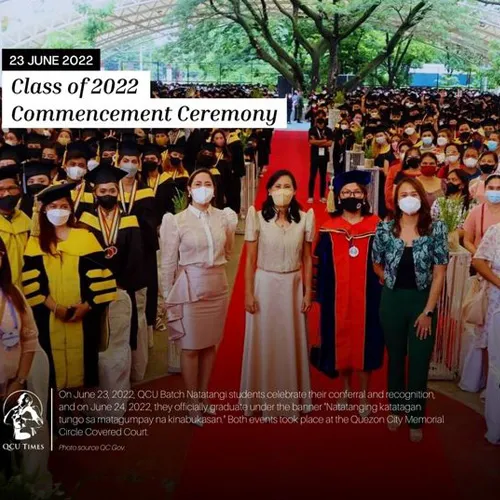 23 JUNE 2022
Class of 2022
Commencement Ceremony
On June 23, 2022, QCU Batch Natatangi students celebrate their conferral and recognition,
and on June 24, 2022, they officially graduate under the banner "Natatanging katatagan
tungo sa matagumpay na kinabukasan." Both events took place at the Quezon City Memorial
Circle Covered Court.
Photo source QC Gov.
QCU TIMES